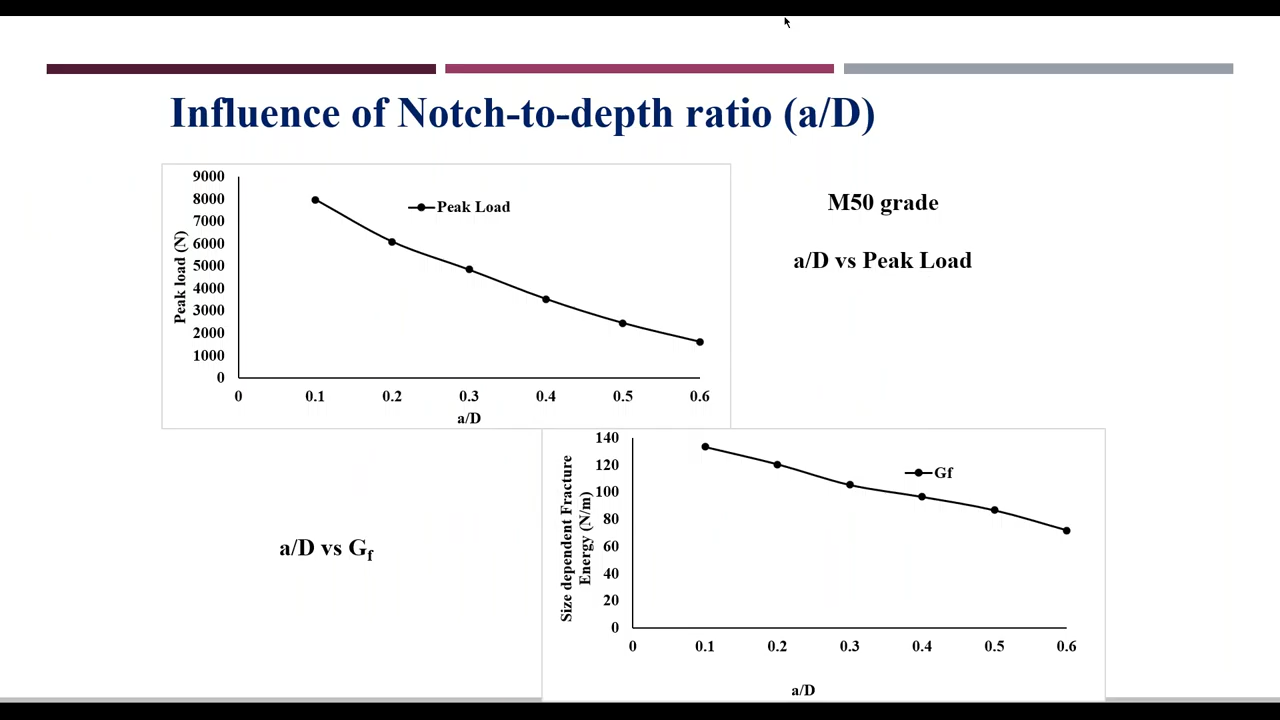 Influence of Notch-to-depth ratio (a/D)
9000
8000
7000
6000
5000
4000
3000
2000
1000
0
Peak load (N)
Peak Load
0 0.1 0.2 0.3 0.4 0.5 0.6
a/D
M50 grade
a/D vs Peak Load
a/D vs Gf
140
120
100
80
60
40
20
0
Size dependent Fracture
Energy (N/m)
Gf
0 0.1 0.2 0.3 0.4 0.5 0.6
a/D